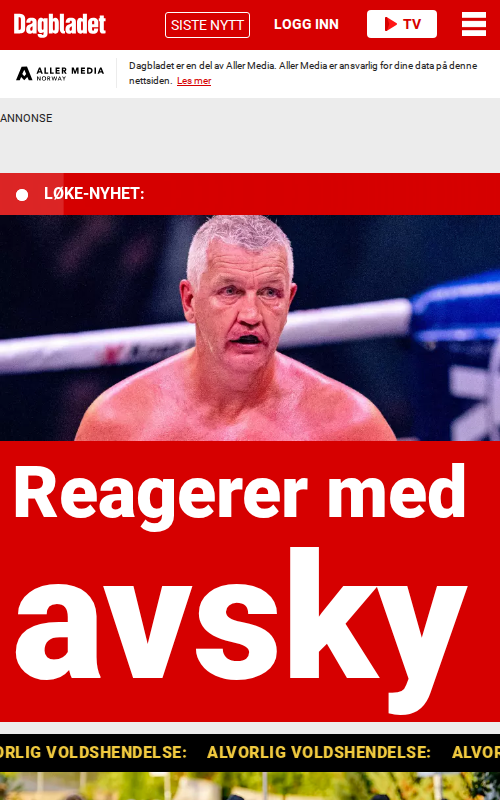 Dagbladet
SISTE NYTT
LOGG INN
TV
ALLER MEDIA
NORWAY
Dagbladet er en del av Aller Media. Aller Media er ansvarlig for dine data på denne
nettsiden. Les mer
ANNONSE
LØKE-NYHET:
Reagerer med
avsky
ORLIG VOLDSHENDELSE: ALVORLIG VOLDSHENDELSE: ALVOR